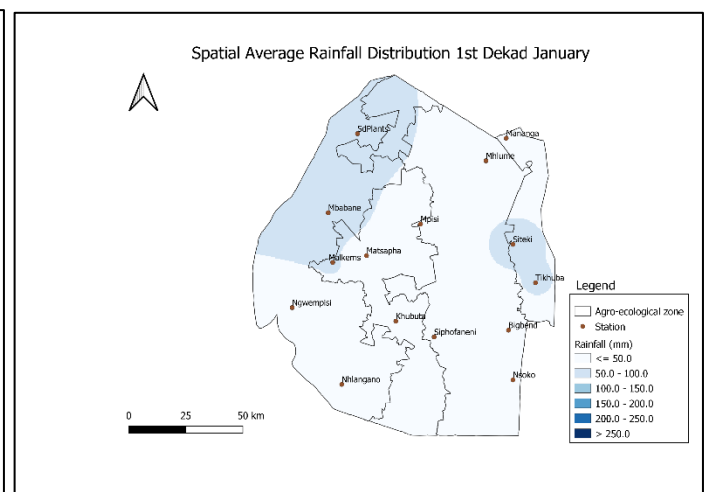 Spatial Average Rainfall Distribution 1st Dekad January
SdPlants
Mananga
Mhlume
Mbabane
Mpisi
Siteki
Malkerns
Matsapha
Tikhuba
Ngwempisi
Khubuta
Siphofaneni
Bigbend
Nhlangano
Nsoko
Legend
Agro-ecological zone
Station
Rainfall (mm)
<= 50.0
50.0 - 100.0
100.0 - 150.0
150.0 - 200.0
200.0 - 250.0
> 250.0
0 25 50 km